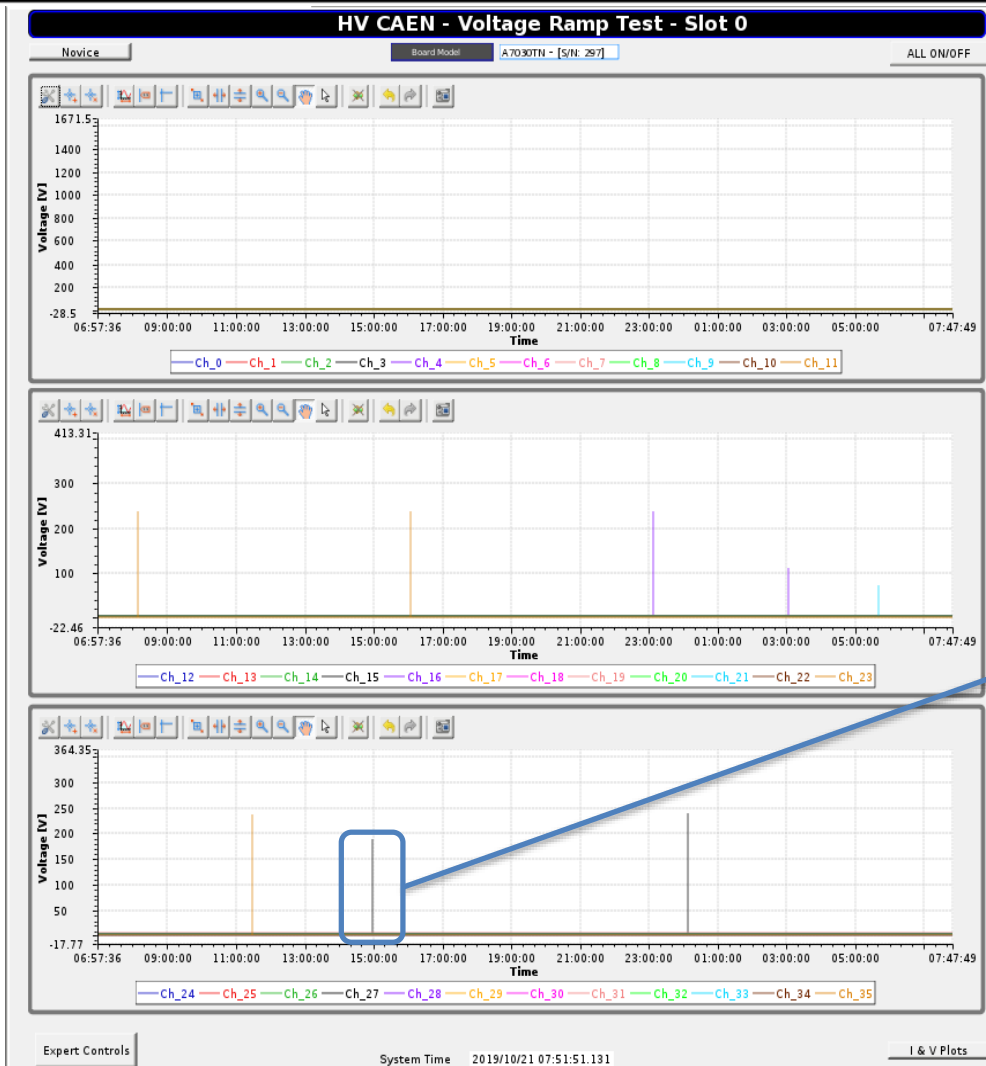 HV CAEN - Voltage Ramp Test - Slot 0
Novice
Board Model
A7030TN - [S/N: 297]
ALL ON/OFF
Voltage [V]
1671.5
1400
1200
1000
800
600
400
200
-28.5
06:57:36 09:00:00 11:00:00 13:00:00 15:00:00 17:00:00 19:00:00 21:00:00 23:00:00 01:00:00 03:00:00 05:00:00 07:47:49
Time
Ch_0 Ch_1 Ch_2 Ch_3 Ch_4 Ch_5 Ch_6 Ch_7 Ch_8 Ch_9 Ch_10 Ch_11
Voltage [V]
413.31
300
200
100
-22.46
06:57:36 09:00:00 11:00:00 13:00:00 15:00:00 17:00:00 19:00:00 21:00:00 23:00:00 01:00:00 03:00:00 05:00:00 07:47:49
Time
Ch_12 Ch_13 Ch_14 Ch_15 Ch_16 Ch_17 Ch_18 Ch_19 Ch_20 Ch_21 Ch_22 Ch_23
Voltage [V]
364.35
300
250
200
150
100
50
-17.77
06:57:36 09:00:00 11:00:00 13:00:00 15:00:00 17:00:00 19:00:00 21:00:00 23:00:00 01:00:00 03:00:00 05:00:00 07:47:49
Time
Ch_24 Ch_25 Ch_26 Ch_27 Ch_28 Ch_29 Ch_30 Ch_31 Ch_32 Ch_33 Ch_34 Ch_35
Expert Controls
System Time 2019/10/21 07:51:51.131
I & V Plots